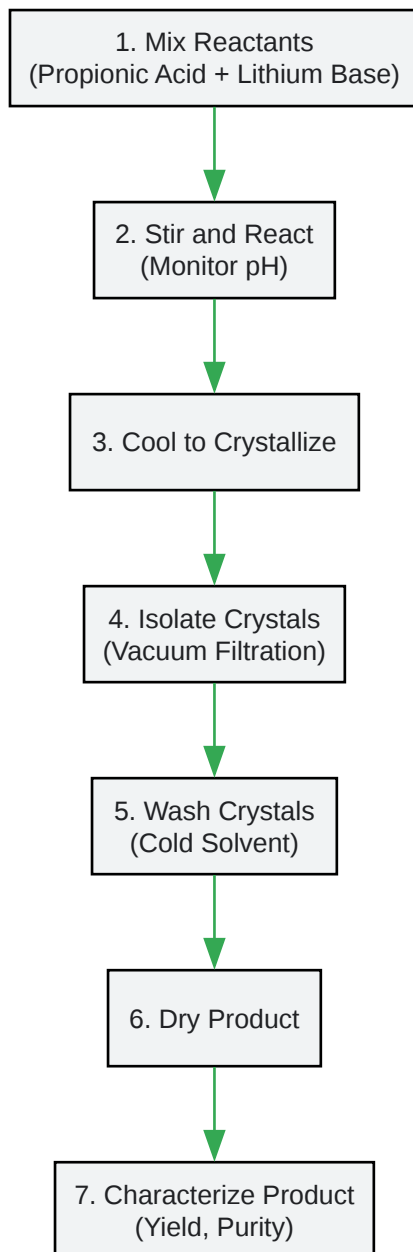 1. Mix Reactants
(Propionic Acid + Lithium Base)
2. Stir and React
(Monitor pH)
3. Cool to Crystallize
4. Isolate Crystals
(Vacuum Filtration)
5. Wash Crystals
(Cold Solvent)
6. Dry Product
7. Characterize Product
(Yield, Purity)